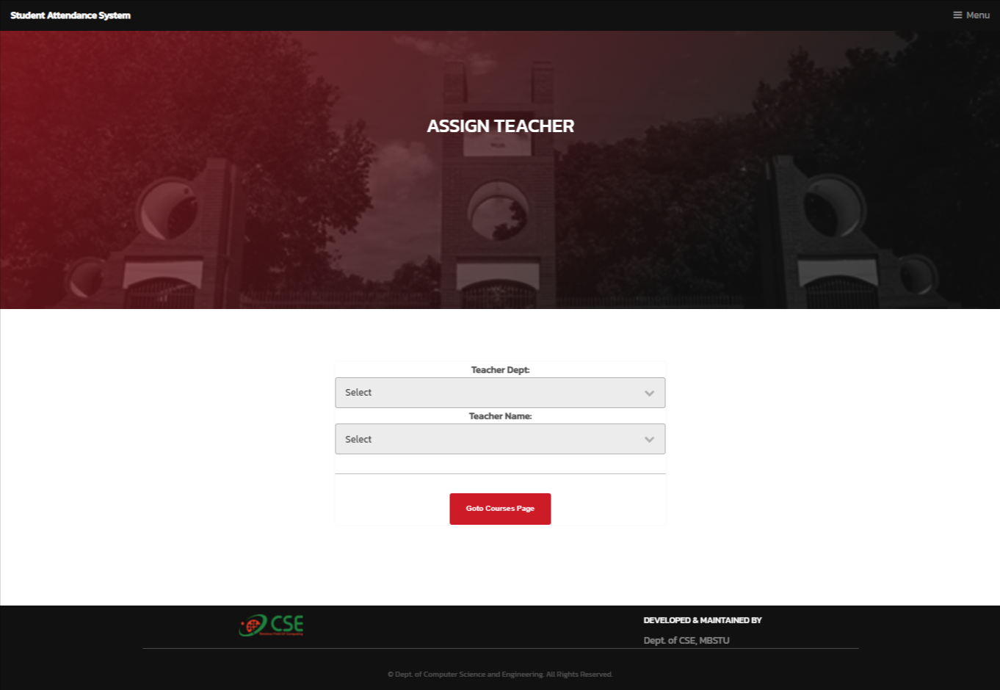 Student Attendance System
Menu
ASSIGN TEACHER
Teacher Dept:
Select
Teacher Name:
Select
Goto Courses Page
CSE
DEVELOPED & MAINTAINED BY
Dept. of CSE, MBSTU
© Dept. of Computer Science and Engineering. All Rights Reserved.